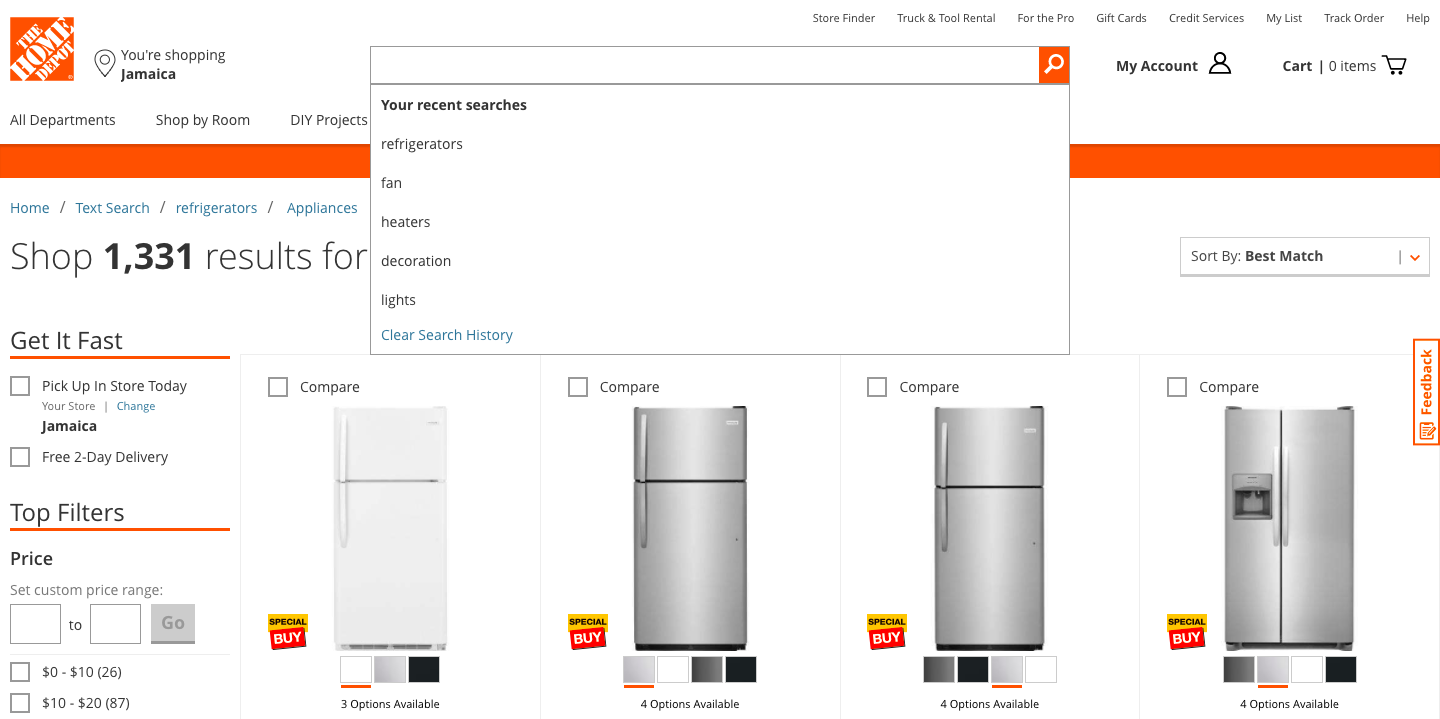 Store Finder Truck & Tool Rental For the Pro Gift Cards Credit Services My List Track Order Help
THE HOME DEPOT
You're shopping
Jamaica
My Account
Cart | 0 items
All Departments Shop by Room DIY Projects
Your recent searches
refrigerators
fan
heaters
decoration
lights
Clear Search History
Home / Text Search / refrigerators / Appliances
Shop 1,331 results for
Sort By: Best Match |
Feedback
Get It Fast
Pick Up In Store Today
Your Store | Change
Jamaica
Free 2-Day Delivery
Top Filters
Price
Set custom price range:
to Go
$0 - $10 (26)
$10 - $20 (87)
Compare Compare Compare Compare
SPECIAL BUY SPECIAL BUY SPECIAL BUY SPECIAL BUY
3 Options Available 4 Options Available 4 Options Available 4 Options Available